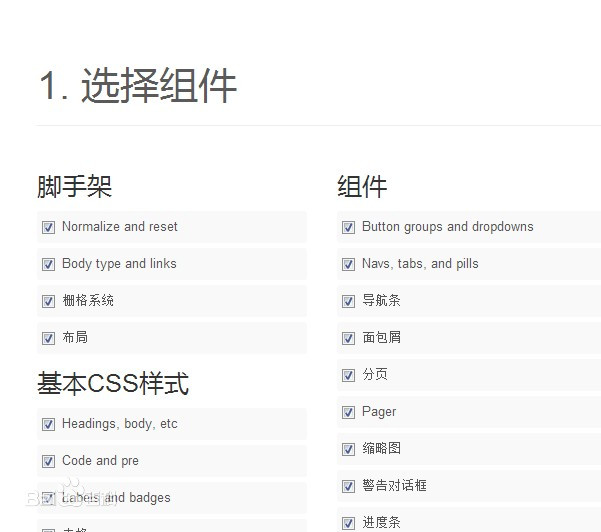 1. 选择组件
脚手架
Normalize and reset
Body type and links
栅格系统
布局
基本CSS样式
Headings, body, etc
Code and pre
Labels and badges
组件
Button groups and dropdowns
Navs, tabs, and pills
导航条
面包屑
分页
Pager
缩略图
警告对话框
进度条